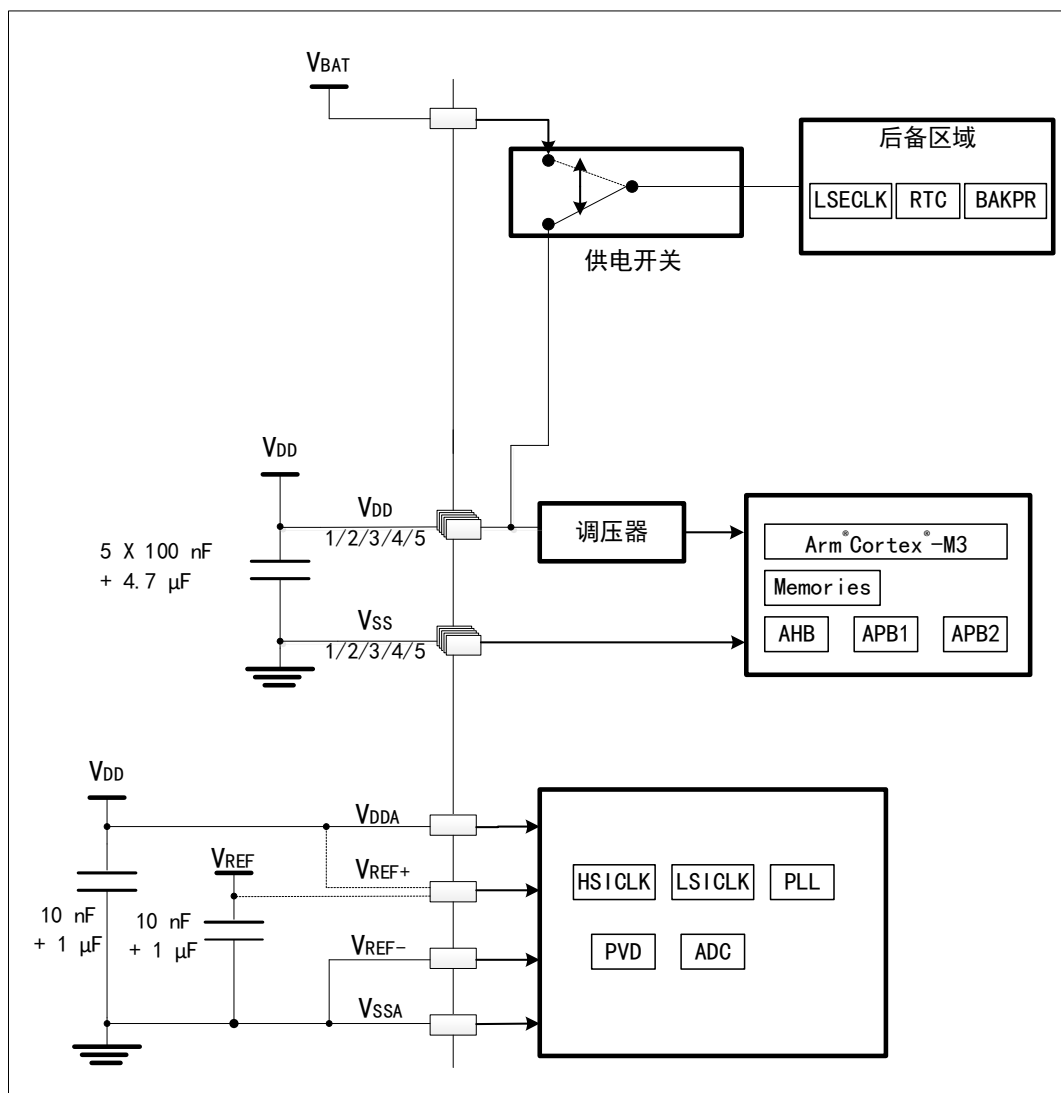 VBAT
后备区域
LSECLK
RTC
BAKPR
供电开关
VDD
VDD
1/2/3/4/5
5 X 100 nF
+ 4.7 μF
调压器
Arm®Cortex®-M3
Memories
AHB
APB1
APB2
VSS
1/2/3/4/5
VDD
VDDA
VREF
VREF+
10 nF
+ 1 μF
10 nF
+ 1 μF
VREF-
VSSA
HSICLK
LSICLK
PLL
PVD
ADC